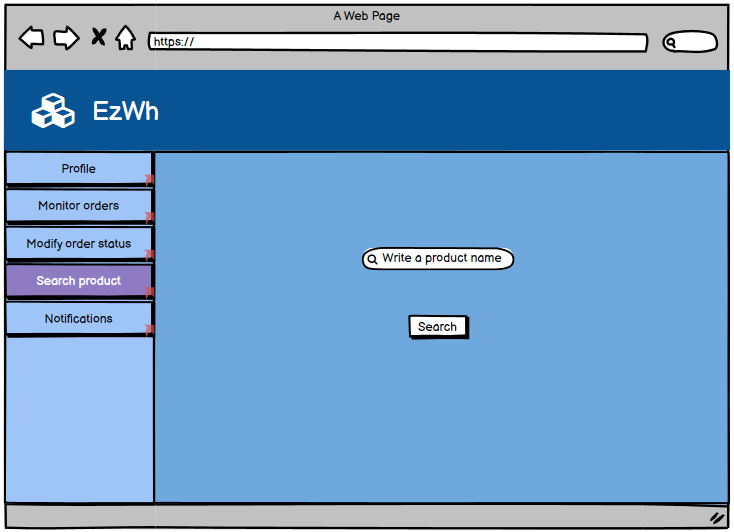 A Web Page
https://
EzWh
Profile
Monitor orders
Modify order status
Search product
Notifications
Write a product name
Search